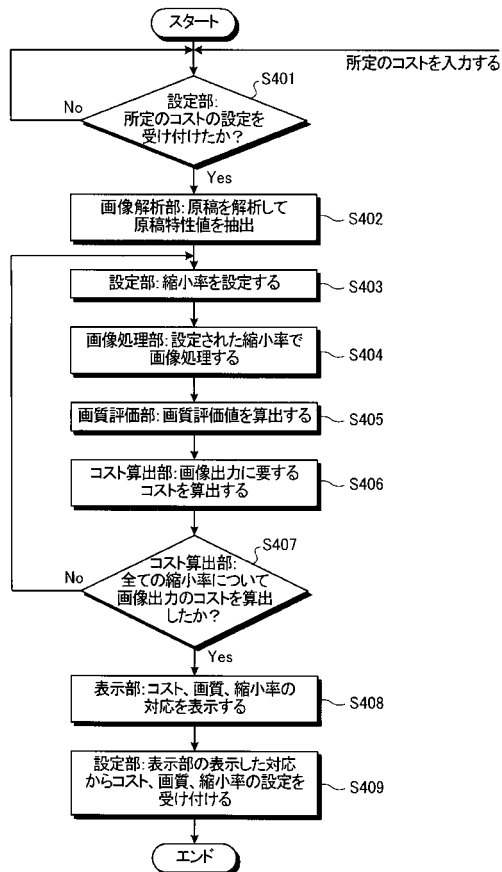 スタート
所定のコストを入力する
S401
No
設定部:
所定のコストの設定を
受け付けたか?
Yes
画像解析部:原稿を解析して
原稿特性値を抽出
S402
設定部:縮小率を設定する
S403
画像処理部:設定された縮小率で
画像処理する
S404
画質評価部:画質評価値を算出する
S405
コスト算出部:画像出力に要する
コストを算出する
S406
S407
No
コスト算出部:
全ての縮小率について
画像出力のコストを算出
したか?
Yes
表示部:コスト、画質、縮小率の
対応を表示する
S408
設定部:表示部の表示した対応
からコスト、画質、縮小率の設定を
受け付ける
S409
エンド